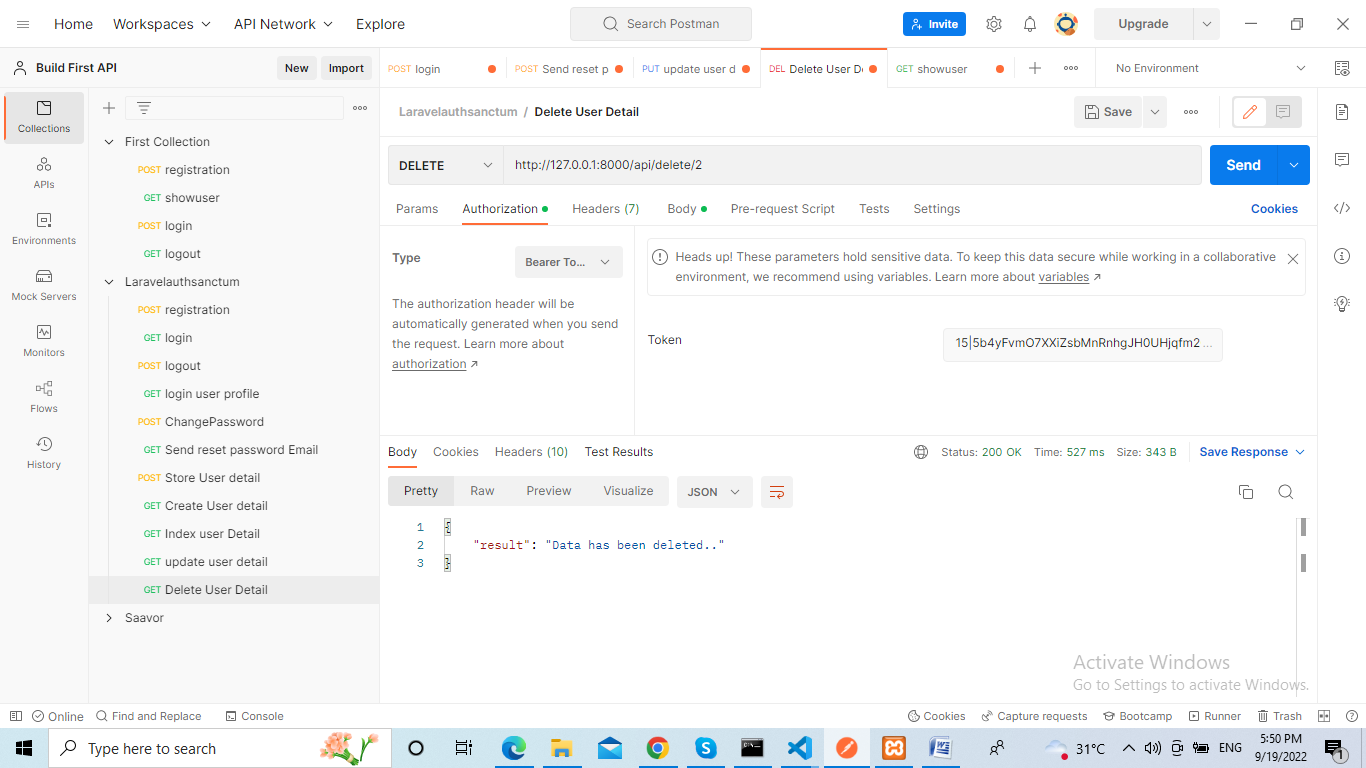 Home Workspaces API Network Explore Search Postman Invite Upgrade
Build First API New Import
POST login POST Send reset p PUT update user d DEL Delete User De GET showuser No Environment
Laravelauthsanctum / Delete User Detail Save
DELETE http://127.0.0.1:8000/api/delete/2 Send
Params Authorization Headers (7) Body Pre-request Script Tests Settings Cookies
Collections
APIs
Environments
Mock Servers
Monitors
Flows
History
First Collection
POST registration
GET showuser
POST login
GET logout
Laravelauthsanctum
POST registration
GET login
POST logout
GET login user profile
POST ChangePassword
GET Send reset password Email
POST Store User detail
GET Create User detail
GET Index user Detail
GET update user detail
GET Delete User Detail
Saavor
Type Bearer To...
The authorization header will be
automatically generated when you send
the request. Learn more about
authorization ↗
Heads up! These parameters hold sensitive data. To keep this data secure while working in a collaborative
environment, we recommend using variables. Learn more about variables ↗
Token 15|5b4yFvmO7XXiZsbMnRnhgJH0UHjqfm2 ...
Body Cookies Headers (10) Test Results Status: 200 OK Time: 527 ms Size: 343 B Save Response
Pretty Raw Preview Visualize JSON
1 {
2 "result": "Data has been deleted.."
3 }
Activate Windows
Go to Settings to activate Windows.
Online Find and Replace Console Cookies Capture requests Bootcamp Runner Trash
Type here to search 31°C ENG 5:50 PM
9/19/2022 1